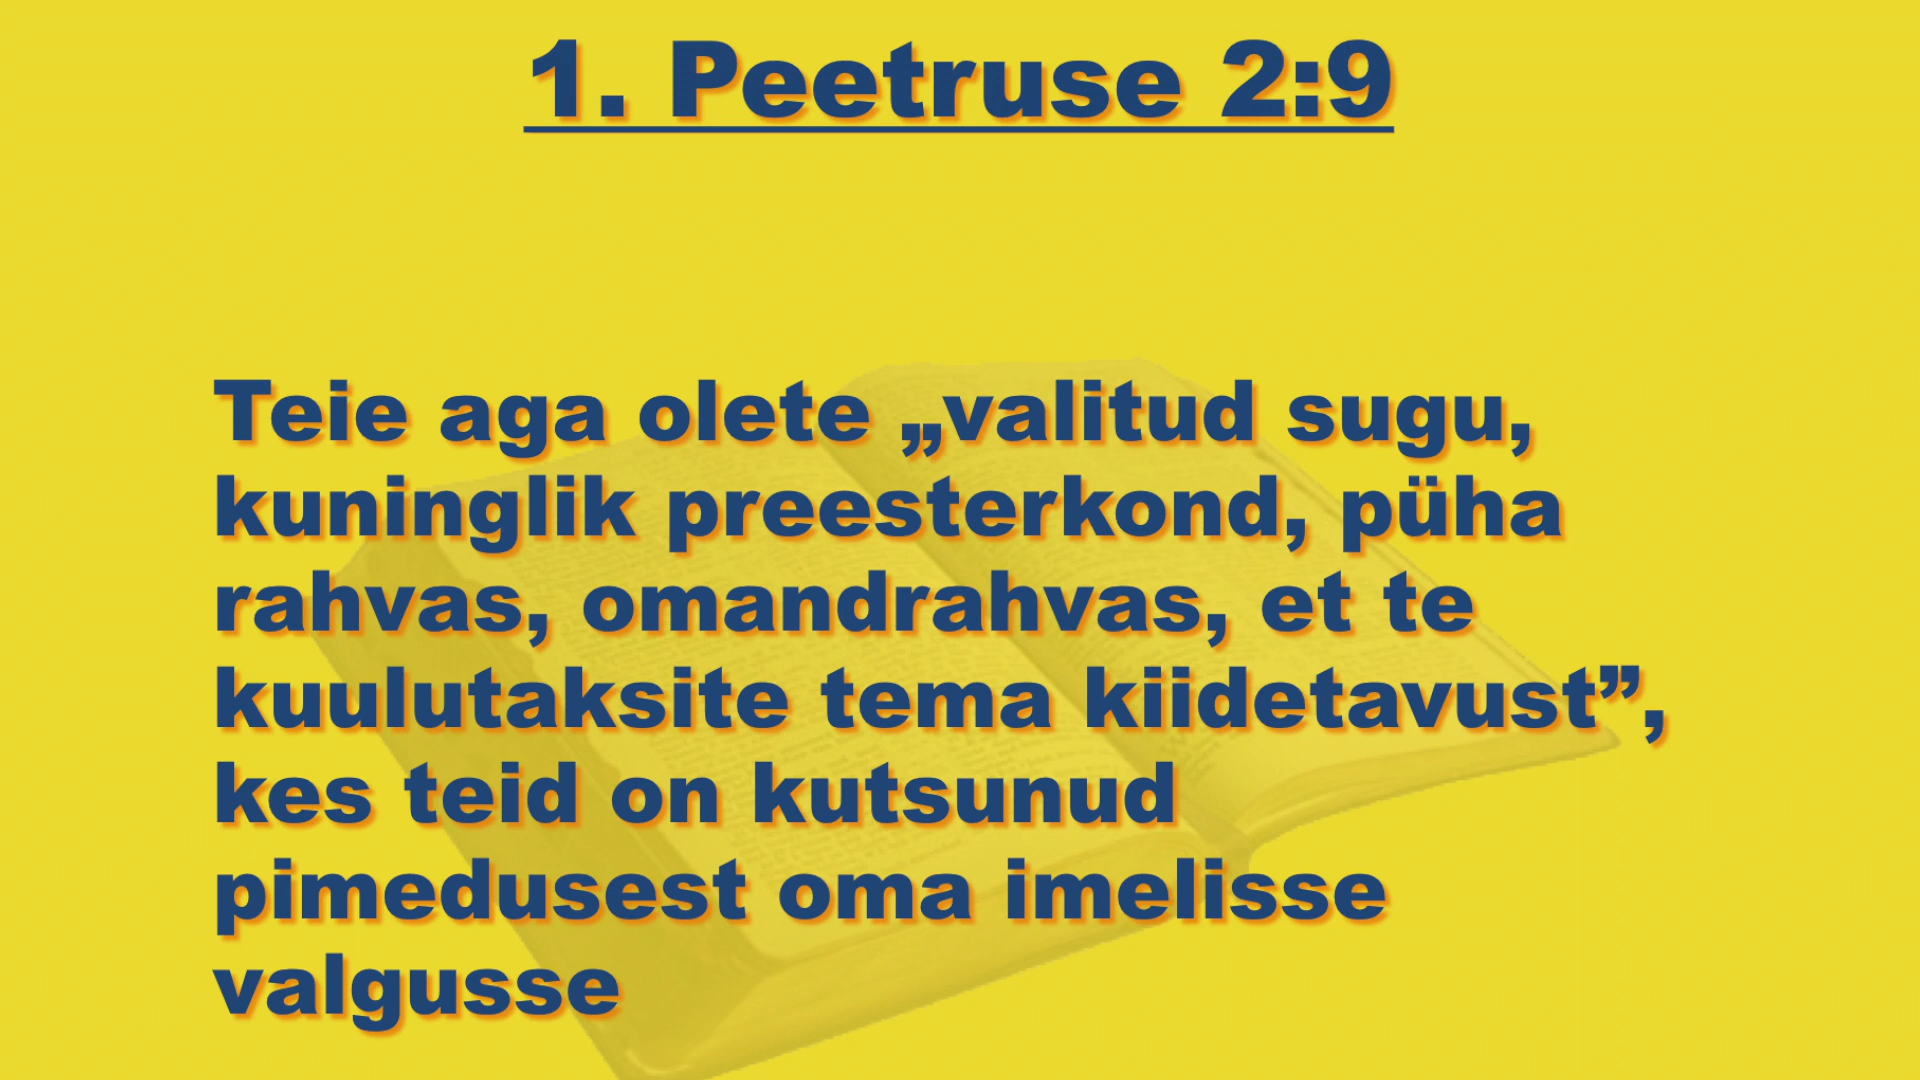 1. Peetruse 2:9
Teie aga olete „valitud sugu,
kuninglik preesterkond, püha
rahvas, omandrahvas, et te
kuulutaksite tema kiidetavust”,
kes teid on kutsunud
pimedusest oma imelisse
valgusse